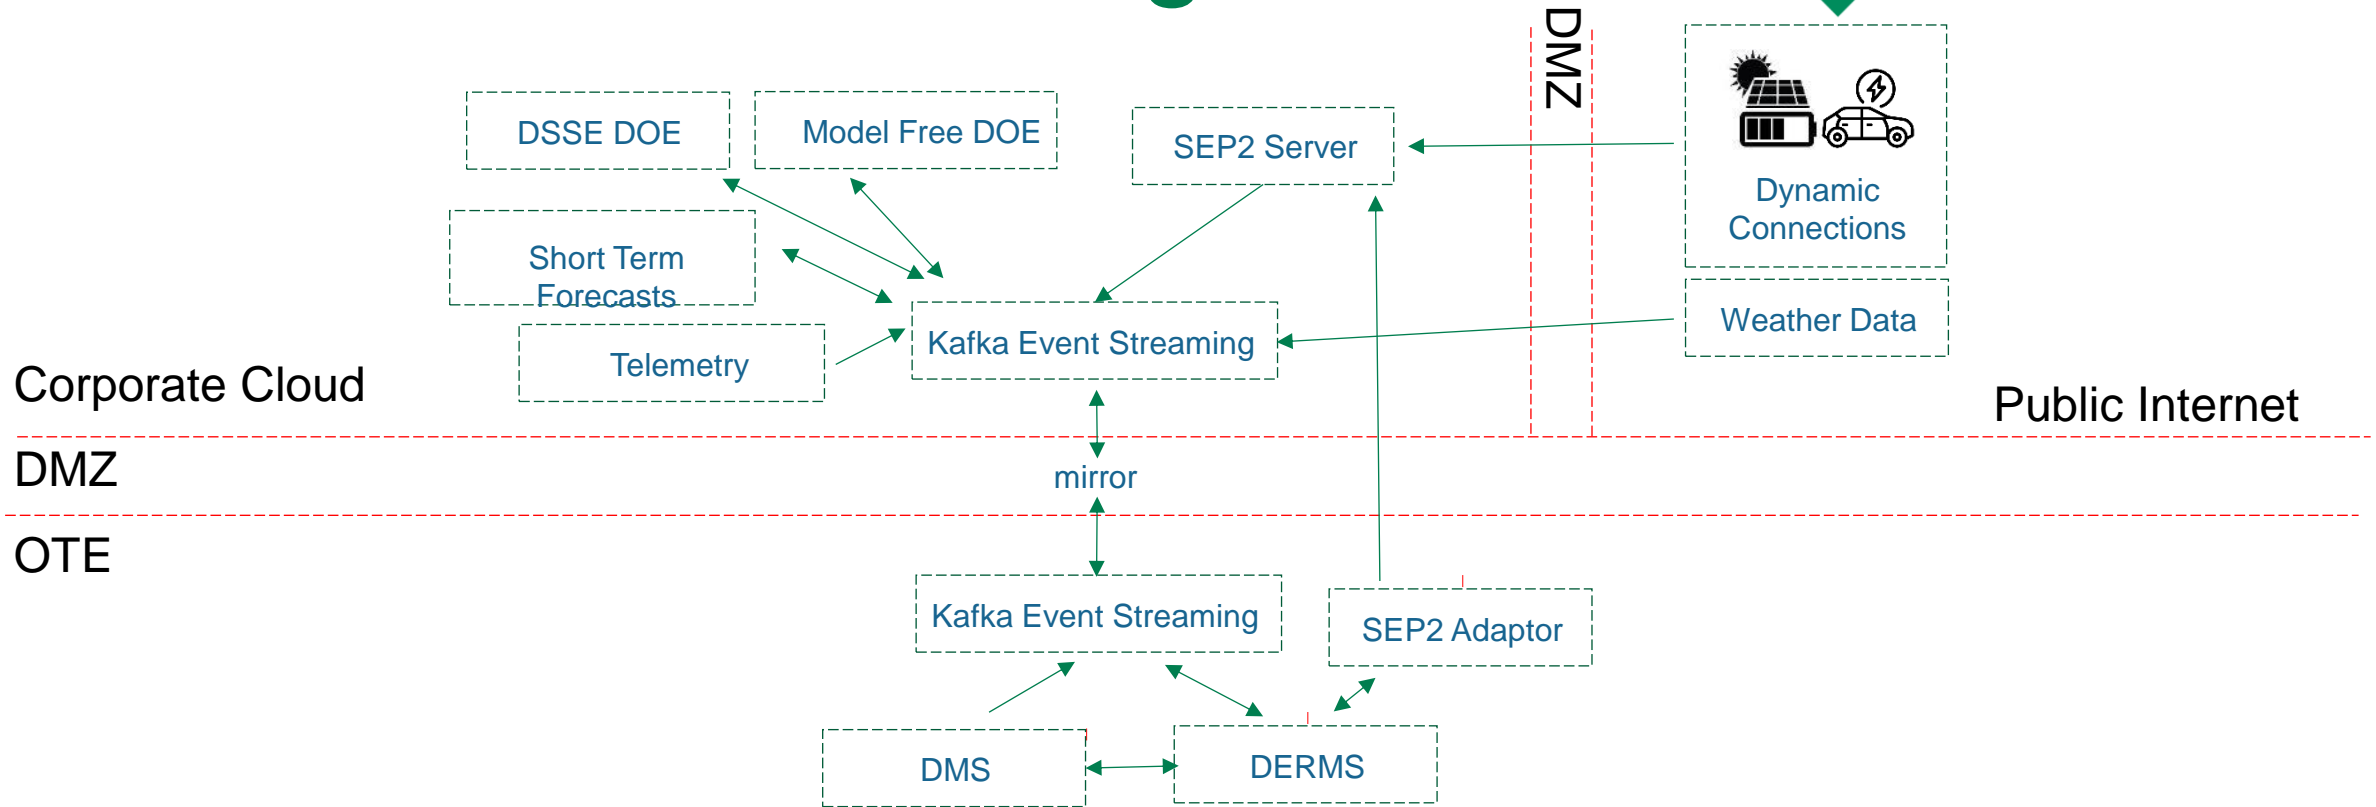 DMZ
DSSE DOE
Model Free DOE
SEP2 Server
Dynamic
Connections
Short Term
Forecasts
Weather Data
Kafka Event Streaming
Telemetry
Corporate Cloud
Public Internet
DMZ
mirror
OTE
Kafka Event Streaming
SEP2 Adaptor
DMS
DERMS